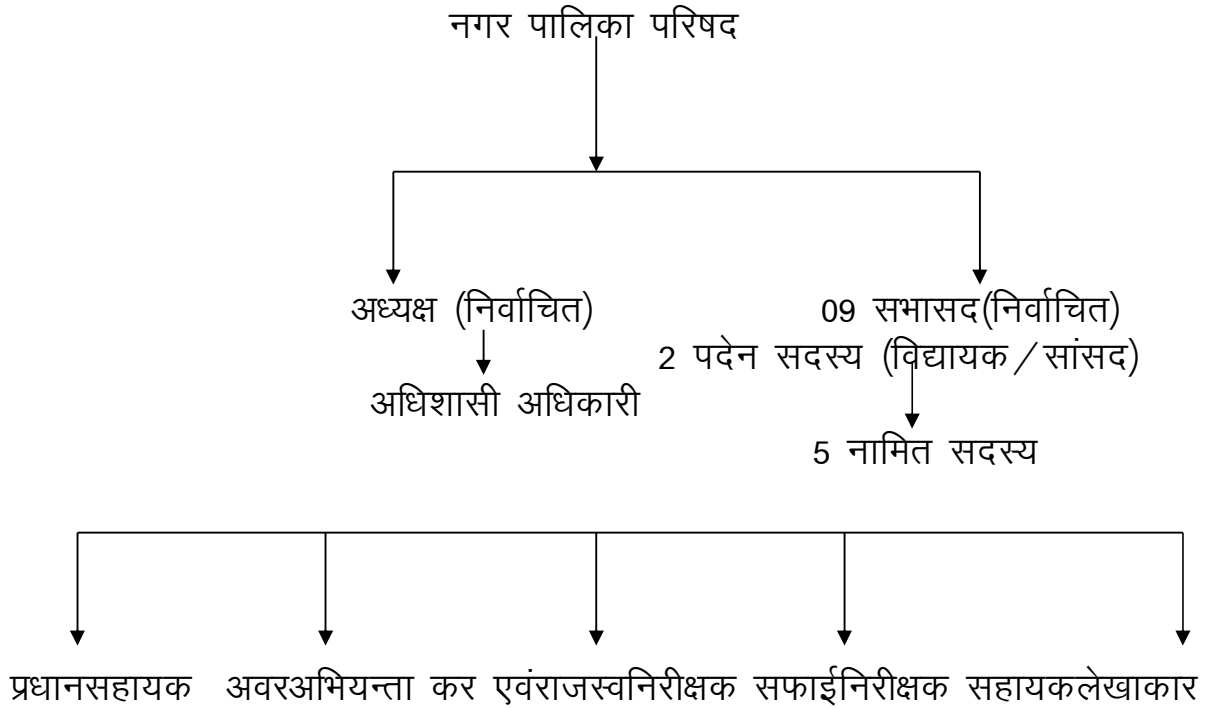 नगर पालिका परिषद
अध्यक्ष (निर्वाचित)
09 सभासद(निर्वाचित)
2 पदेन सदस्य (विद्यायक/सांसद)
अधिशासी अधिकारी
5 नामित सदस्य
प्रधानसहायक अवरअभियन्ता कर एवंराजस्वनिरीक्षक सफाईनिरीक्षक सहायकलेखाकार